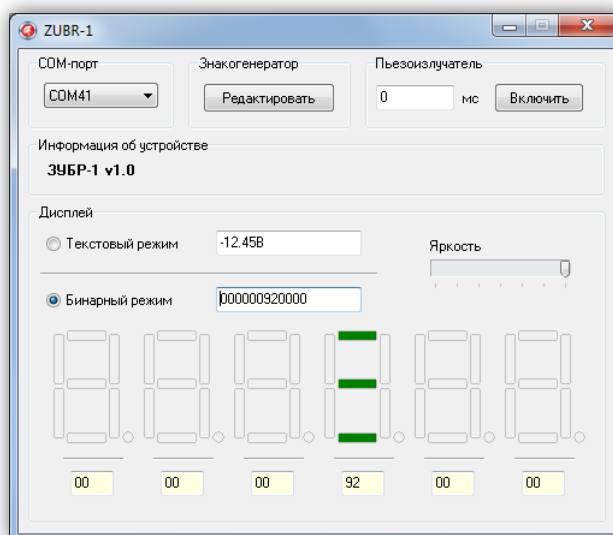 ZUBR-1
COM-порт
Знакогенератор
Пьезоизлучатель
COM41
Редактировать
0
мс
Включить
Информация об устройстве
ЗУБР-1 v1.0
Дисплей
Текстовый режим
-12.45В
Яркость
Бинарный режим
000000920000
00
00
00
92
00
00